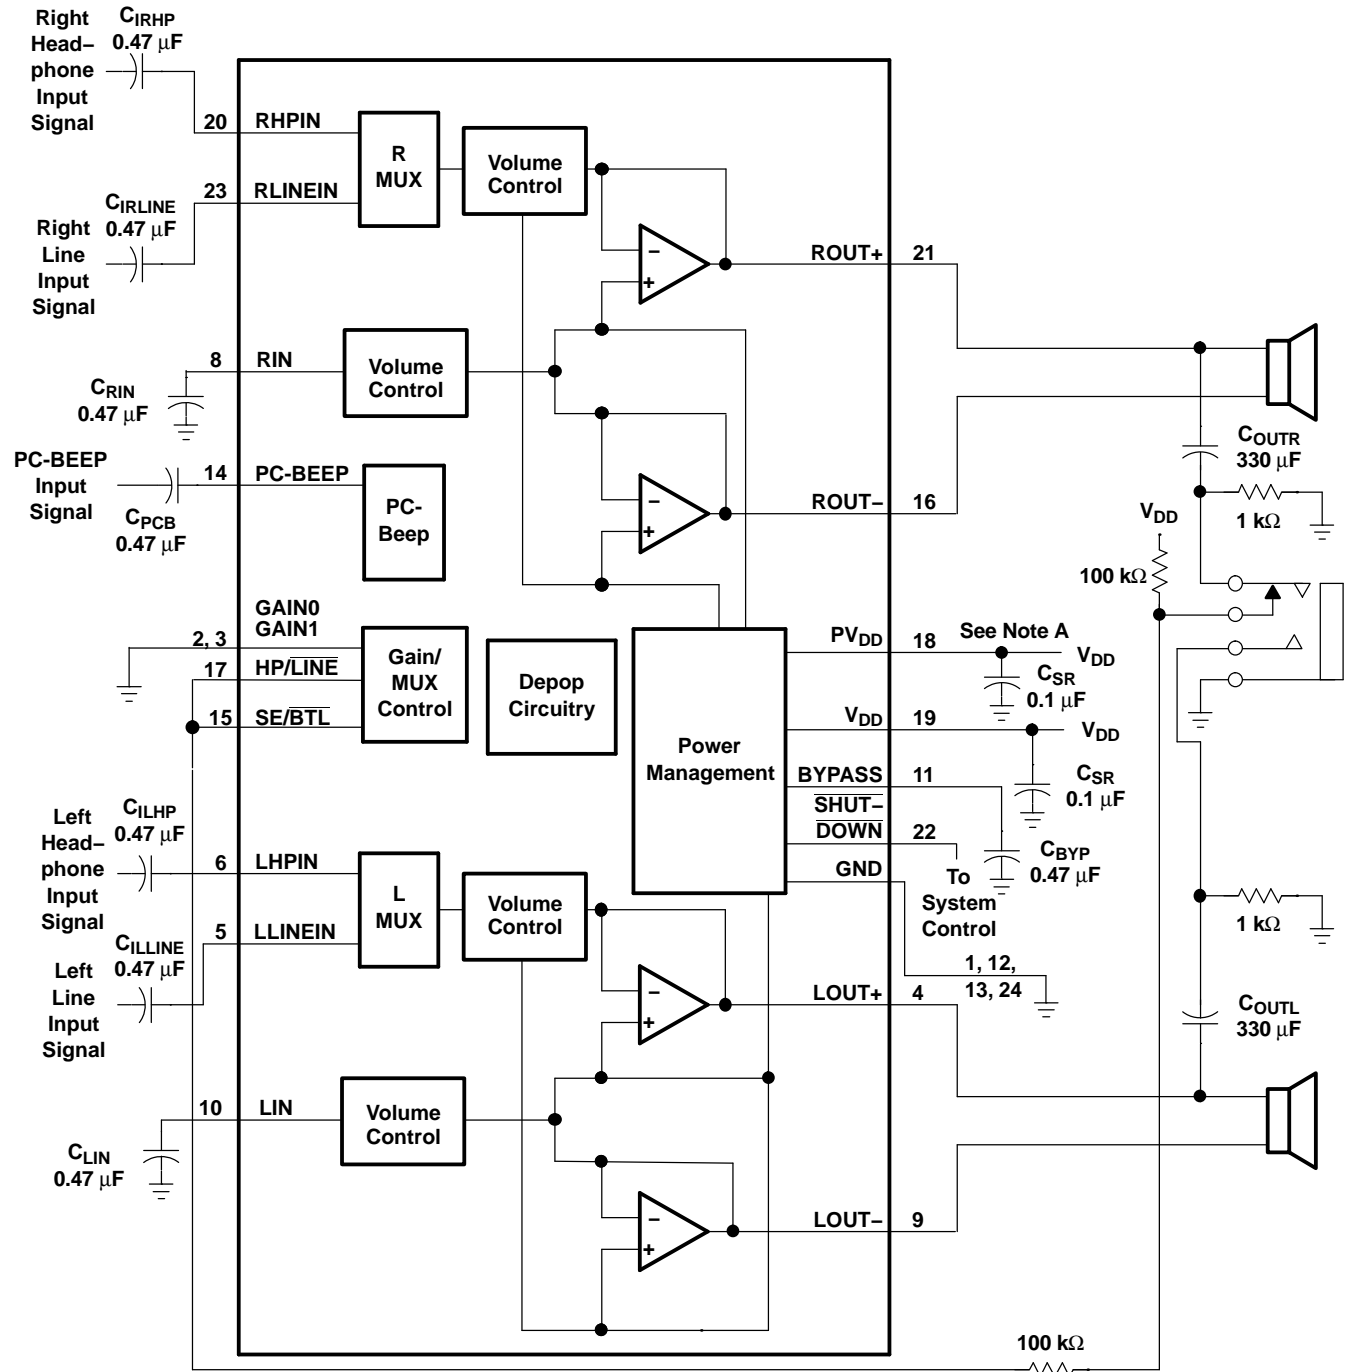 Right
Head–
phone
Input
Signal
CIRHP
0.47 μF
20 RHPIN
R
MUX
Volume
Control
23 RLINEIN
CIRLINE
0.47 μF
Right
Line
Input
Signal
–
+
ROUT+ 21
8 RIN
Volume
Control
CRIN
0.47 μF
PC-BEEP
Input
Signal
14 PC-BEEP
PC-
Beep
CPCB
0.47 μF
–
+
ROUT– 16
COUTR
330 μF
1 kΩ
VDD
100 kΩ
GAIN0
GAIN1
2, 3
17 HP/LINE
15 SE/BTL
Gain/
MUX
Control
Depop
Circuitry
Power
Management
PVDD 18
See Note A
VDD
CSR
0.1 μF
VDD 19
VDD
CSR
0.1 μF
BYPASS 11
SHUT–
DOWN 22
CBYP
0.47 μF
GND
To
System
Control
1, 12,
13, 24
Left
Head–
phone
Input
Signal
CILHP
0.47 μF
6 LHPIN
L
MUX
Volume
Control
5 LLINEIN
CILLINE
0.47 μF
Left
Line
Input
Signal
–
+
LOUT+ 4
1 kΩ
COUTL
330 μF
10 LIN
Volume
Control
CLIN
0.47 μF
–
+
LOUT– 9
100 kΩ